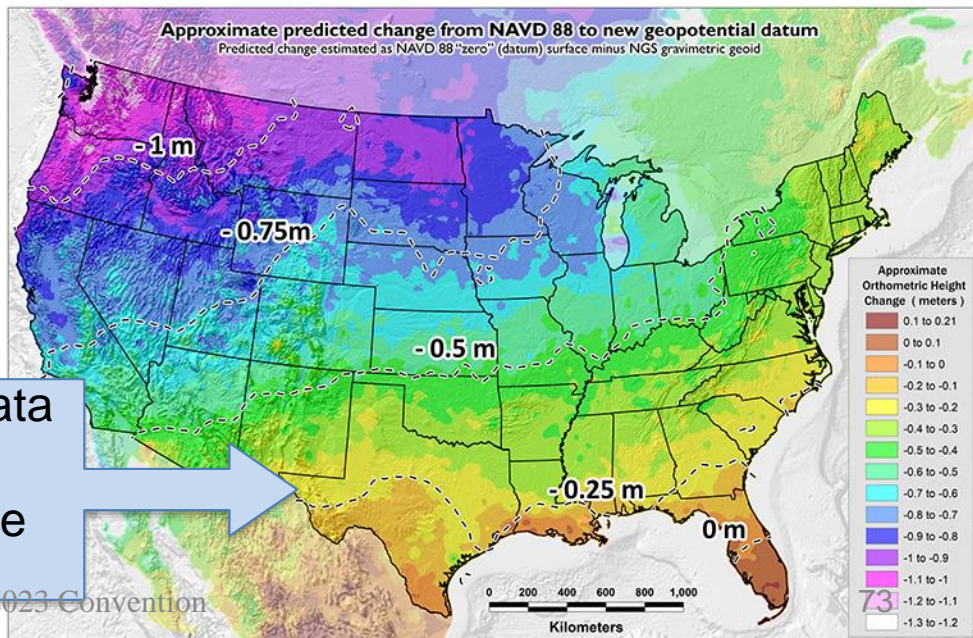 Approximate predicted change from NAVD 88 to new geopotential datum
Predicted change estimated as NAVD 88 "zero" (datum) surface minus NGS gravimetric geoid
- 1 m
- 0.75m
- 0.5 m
- 0.25 m
0 m
ata
e
Approximate
Orthometric Height
Change ( meters )
0.1 to 0.21
0 to 0.1
-0.1 to 0
-0.2 to -0.1
-0.3 to -0.2
-0.4 to -0.3
-0.5 to -0.4
-0.6 to -0.5
-0.7 to -0.6
-0.8 to -0.7
-0.9 to -0.8
-1 to -0.9
-1.1 to -1
-1.2 to -1.1
-1.3 to -1.2
0 200 400 600 800 1,000
Kilometers
023 Convention
73